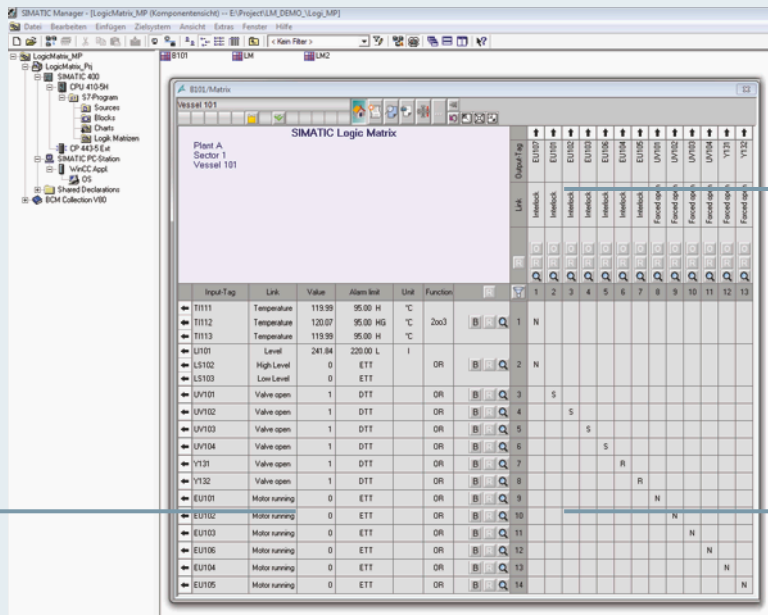 SIMATIC Manager - [LogicMatrix_MP (Komponentensicht) -- E:\Project\LM_DEMO_\Logi_MP]
Datei Bearbeiten Einfügen Zielsystem Ansicht Extras Fenster Hilfe
< Kein Filter >
LogicMatrix_MP
LogicMatrix_Prj
SIMATIC 400
CPU 410-5H
S7-Program
Sources
Blocks
Charts
Logik Matrizen
CP 443-5 Ext
SIMATIC PC-Station
WinCC Appl.
OS
Shared Declarations
BCM Collection V80
B101 LM LM2
B101/Matrix
Vessel 101
SIMATIC Logic Matrix
Plant A
Sector 1
Vessel 101
Output-Tag EU107 EU101 EU102 EU103 EU106 EU104 EU105 UV101 UV102 UV103 UV104 Y131 Y132
Link Interlock Interlock Interlock Interlock Interlock Interlock Interlock Forced open Forced open Forced open Forced open Forced open Forced open
Input-Tag Link Value Alarm limit Unit Function 1 2 3 4 5 6 7 8 9 10 11 12 13
TI111 Temperature 119.99 95.00 H °C
TI112 Temperature 120.07 95.00 HG °C 2oo3 B 1 N
TI113 Temperature 119.99 95.00 H °C
LI101 Level 241.84 220.00 L l
LS102 High Level 0 ETT OR B 2 N
LS103 Low Level 0 ETT
UV101 Valve open 1 DTT OR B 3 S
UV102 Valve open 1 DTT OR B 4 S
UV103 Valve open 1 DTT OR B 5 S
UV104 Valve open 1 DTT OR B 6 S
Y131 Valve open 1 DTT OR B 7 R
Y132 Valve open 1 DTT OR B 8 R
EU101 Motor running 0 ETT OR B 9 N
EU102 Motor running 0 ETT OR B 10 N
EU103 Motor running 0 ETT OR B 11 N
EU106 Motor running 0 ETT OR B 12 N
EU104 Motor running 0 ETT OR B 13 N
EU105 Motor running 0 ETT OR B 14 N